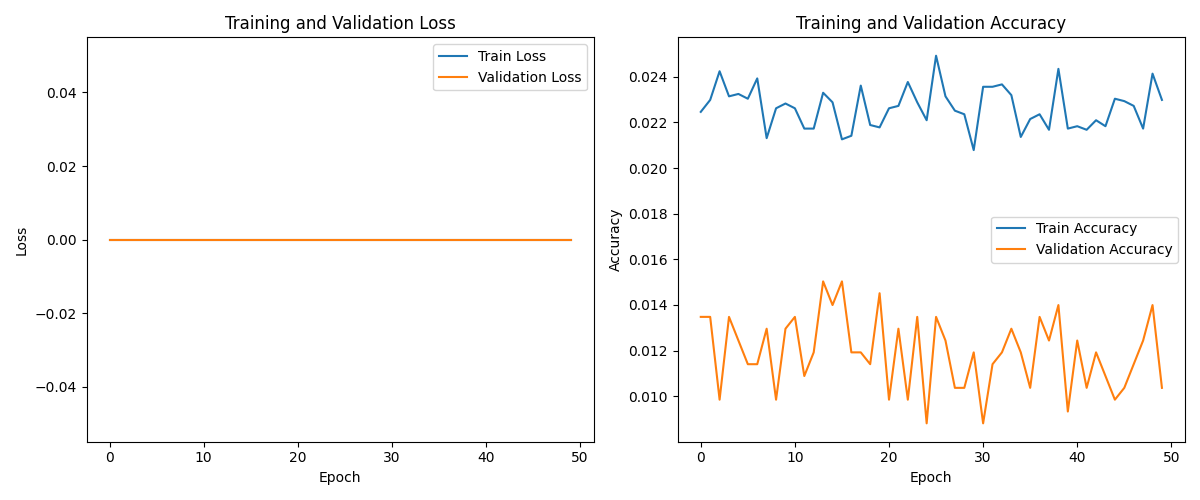 Training and Validation Loss
Train Loss
Validation Loss
0.04
0.02
0.00
−0.02
−0.04
Loss
0 10 20 30 40 50
Epoch
Training and Validation Accuracy
0.024
0.022
0.020
0.018
0.016
0.014
0.012
0.010
Accuracy
Train Accuracy
Validation Accuracy
0 10 20 30 40 50
Epoch